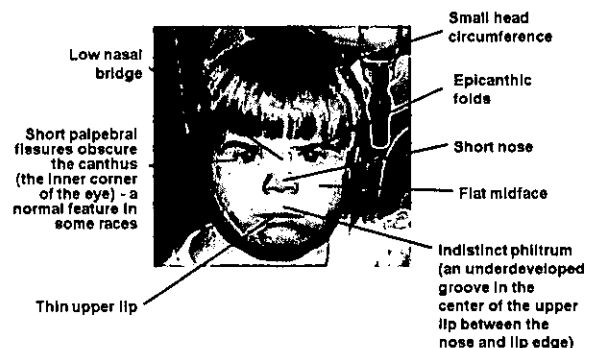 Small head
circumference
Low nasal
bridge
Epicanthic
folds
Short palpebral
fissures obscure
the canthus
(the inner corner
of the eye) - a
normal feature in
some races
Short nose
Flat midface
Indistinct philtrum
(an underdeveloped
groove in the
center of the upper
lip between the
nose and lip edge)
Thin upper lip